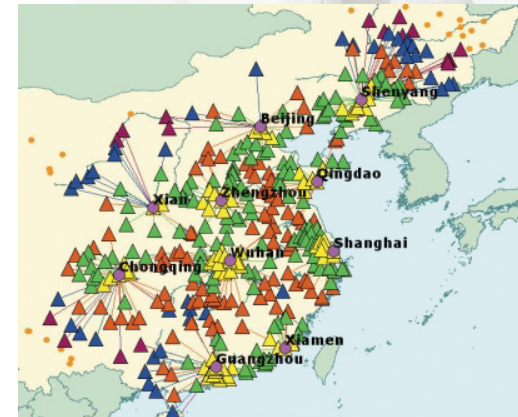 Shenyang
Beijing
Qingdao
Zhengzhou
Xian
Shanghai
Wuhan
Chongqing
Xiamen
Guangzhou